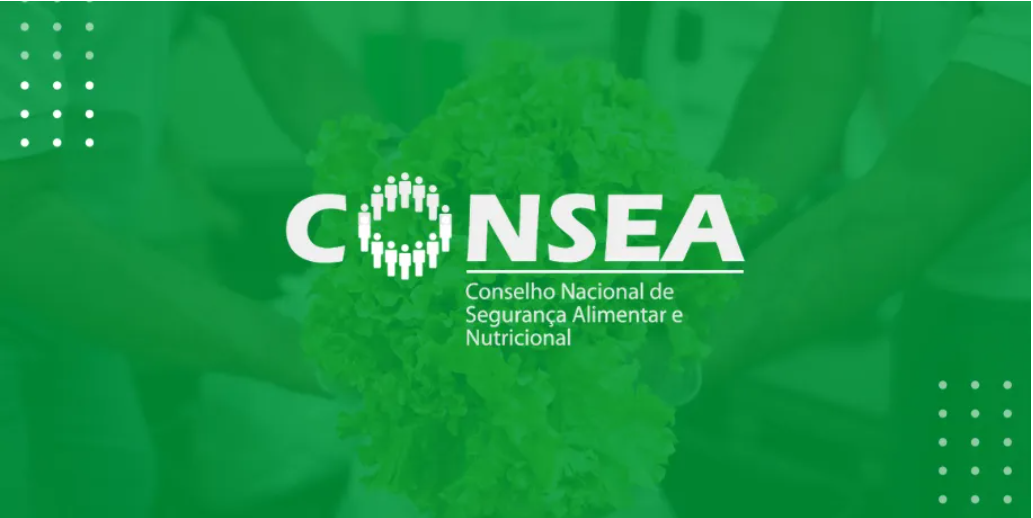 CONSEA
Conselho Nacional de
Segurança Alimentar e
Nutricional